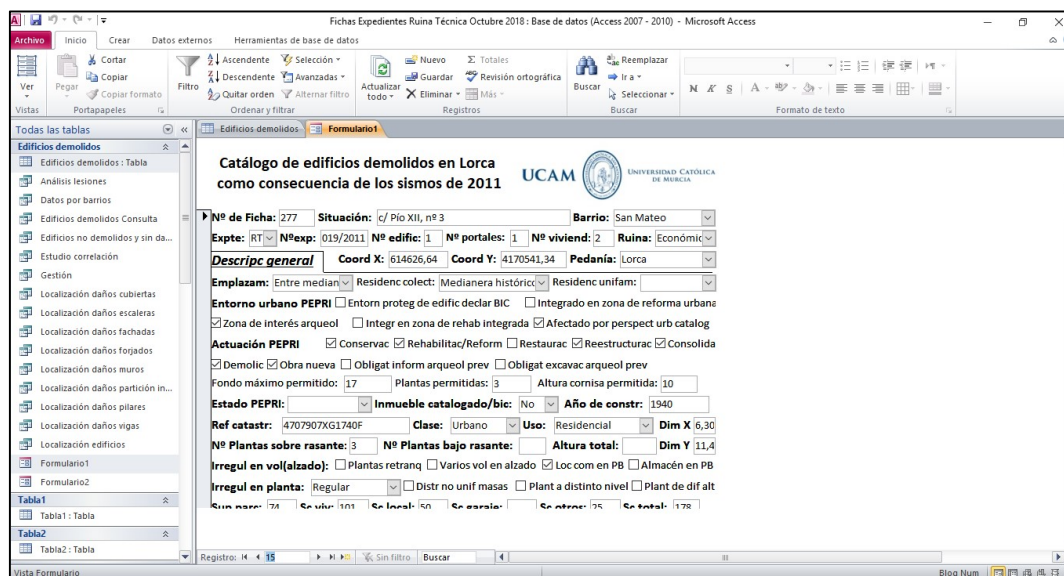 Fichas Expedientes Ruina Técnica Octubre 2018 : Base de datos (Access 2007 - 2010) - Microsoft Access
Archivo Inicio Crear Datos externos Herramientas de base de datos
Ver
Vistas
Pegar
Cortar
Copiar
Copiar formato
Portapapeles
Filtro
Ascendente Selección
Descendente Avanzadas
Quitar orden Alternar filtro
Ordenar y filtrar
Actualizar todo
Nuevo Totales
Guardar Revisión ortográfica
Eliminar Más
Registros
Buscar
Reemplazar
Ir a
Seleccionar
Buscar
N K S A
Formato de texto
Todas las tablas
Edificios demolidos
Edificios demolidos : Tabla
Análisis lesiones
Datos por barrios
Edificios demolidos Consulta
Edificios no demolidos y sin da...
Estudio correlación
Gestión
Localización daños cubiertas
Localización daños escaleras
Localización daños fachadas
Localización daños forjados
Localización daños muros
Localización daños partición in...
Localización daños pilares
Localización daños vigas
Localización edificios
Formulario1
Formulario2
Tabla1
Tabla1 : Tabla
Tabla2
Tabla2 : Tabla
Edificios demolidos Formulario1
Catálogo de edificios demolidos en Lorca
como consecuencia de los sismos de 2011
UCAM
UNIVERSIDAD CATÓLICA
DE MURCIA
Nº de Ficha: 277 Situación: c/ Pío XII, nº 3 Barrio: San Mateo
Expte: RT Nºexp: 019/2011 Nº edific: 1 Nº portales: 1 Nº viviend: 2 Ruina: Económic
Descripc general Coord X: 614626,64 Coord Y: 4170541,34 Pedanía: Lorca
Emplazam: Entre median Residenc colect: Medianera históric Residenc unifam:
Entorno urbano PEPRI Entorn proteg de edific declar BIC Integrado en zona de reforma urbana
Zona de interés arqueol Integr en zona de rehab integrada Afectado por perspect urb catalog
Actuación PEPRI Conservac Rehabilitac/Reform Restaurac Reestructurac Consolida
Demolic Obra nueva Obligat inform arqueol prev Obligat excavac arqueol prev
Fondo máximo permitido: 17 Plantas permitidas: 3 Altura cornisa permitida: 10
Estado PEPRI: Inmueble catalogado/bic: No Año de constr: 1940
Ref catastr: 4707907XG1740F Clase: Urbano Uso: Residencial Dim X 6,30
Nº Plantas sobre rasante: 3 Nº Plantas bajo rasante: Altura total: Dim Y 11,4
Irregul en vol(alzado): Plantas retranq Varios vol en alzado Loc com en PB Almacén en PB
Irregul en planta: Regular Distr no unif masas Plant a distinto nivel Plant de dif alt
Sup parc: 74 Sc viv: 101 Sc local: 50 Sc garaje: Sc otros: 25 Sc total: 178
Registro: 15 Sin filtro Buscar
Vista Formulario
Bloq Num